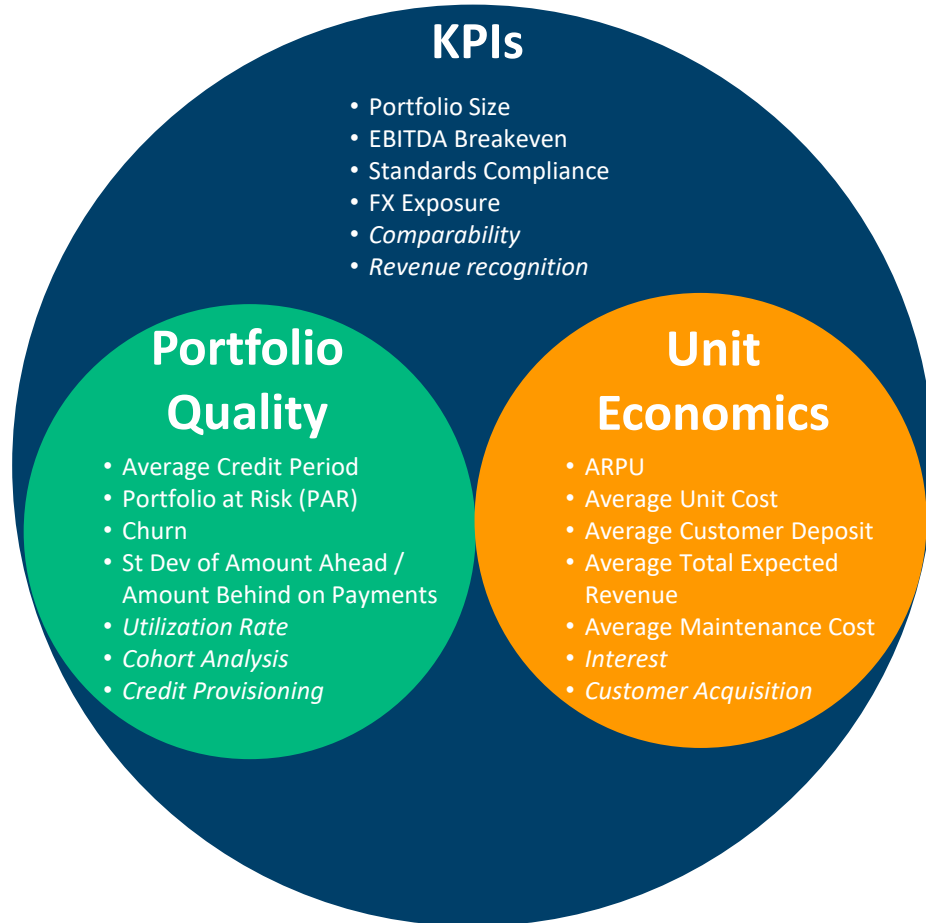 KPIs
• Portfolio Size
• EBITDA Breakeven
• Standards Compliance
• FX Exposure
• Comparability
• Revenue recognition
Portfolio
Quality
• Average Credit Period
• Portfolio at Risk (PAR)
• Churn
• St Dev of Amount Ahead /
Amount Behind on Payments
• Utilization Rate
• Cohort Analysis
• Credit Provisioning
Unit
Economics
• ARPU
• Average Unit Cost
• Average Customer Deposit
• Average Total Expected
Revenue
• Average Maintenance Cost
• Interest
• Customer Acquisition